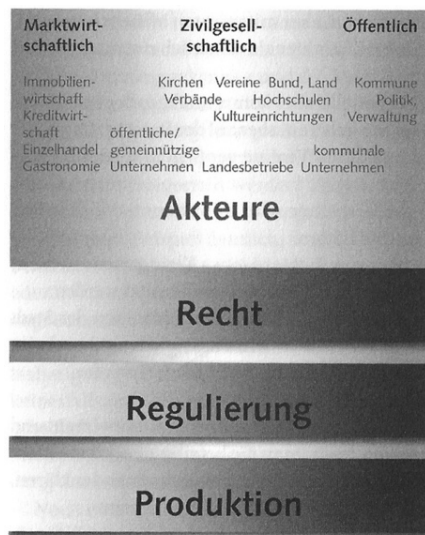 Marktwirt- Zivilgesell- Öffentlich
schaftlich schaftlich
Immobilien- Kirchen Vereine Bund, Land Kommune
wirtschaft Verbände Hochschulen Politik,
Kreditwirt- Kultureinrichtungen Verwaltung
schaft öffentliche/
Einzelhandel gemeinnützige kommunale
Gastronomie Unternehmen Landesbetriebe Unternehmen
Akteure
Recht
Regulierung
Produktion